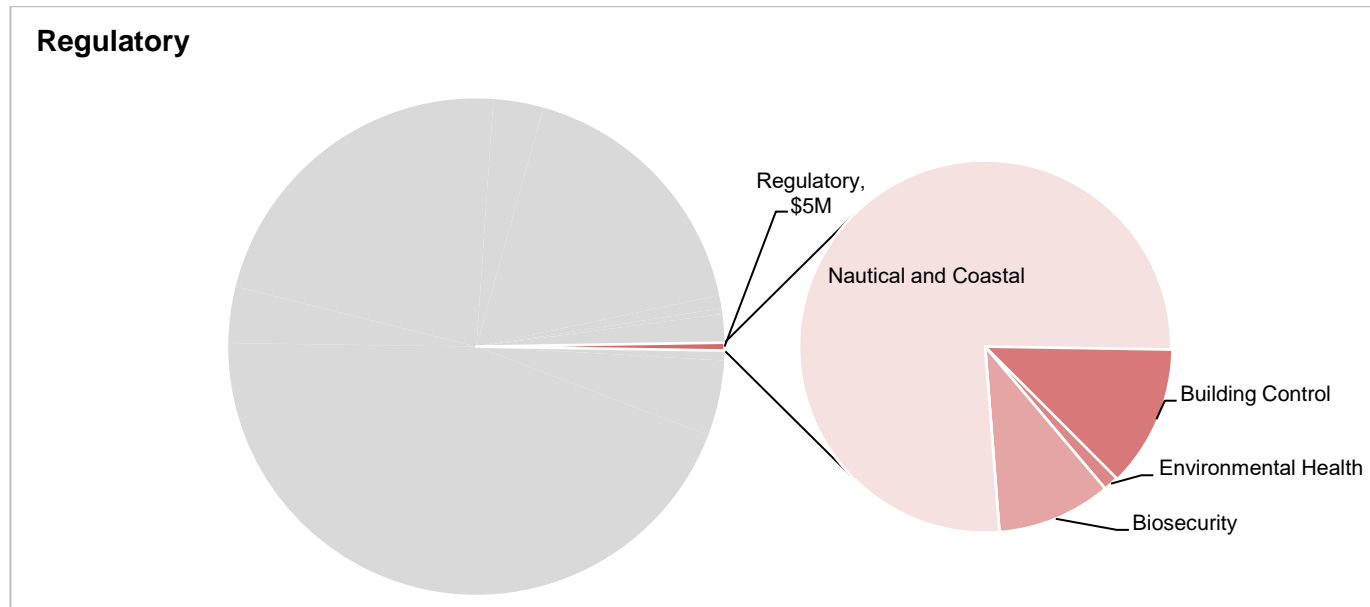 Regulatory
Regulatory,
$5M
Nautical and Coastal
Building Control
Environmental Health
Biosecurity